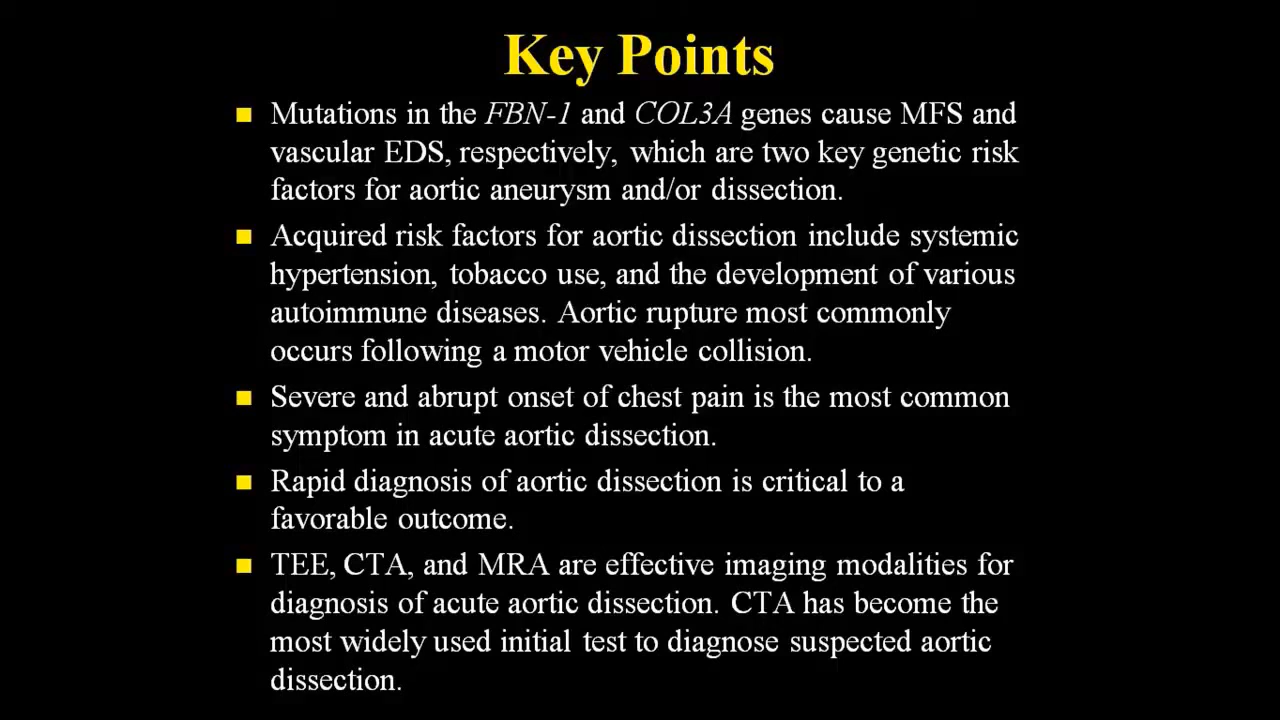 Key Points
■ Mutations in the FBN-1 and COL3A genes cause MFS and
vascular EDS, respectively, which are two key genetic risk
factors for aortic aneurysm and/or dissection.
■ Acquired risk factors for aortic dissection include systemic
hypertension, tobacco use, and the development of various
autoimmune diseases. Aortic rupture most commonly
occurs following a motor vehicle collision.
■ Severe and abrupt onset of chest pain is the most common
symptom in acute aortic dissection.
■ Rapid diagnosis of aortic dissection is critical to a
favorable outcome.
■ TEE, CTA, and MRA are effective imaging modalities for
diagnosis of acute aortic dissection. CTA has become the
most widely used initial test to diagnose suspected aortic
dissection.